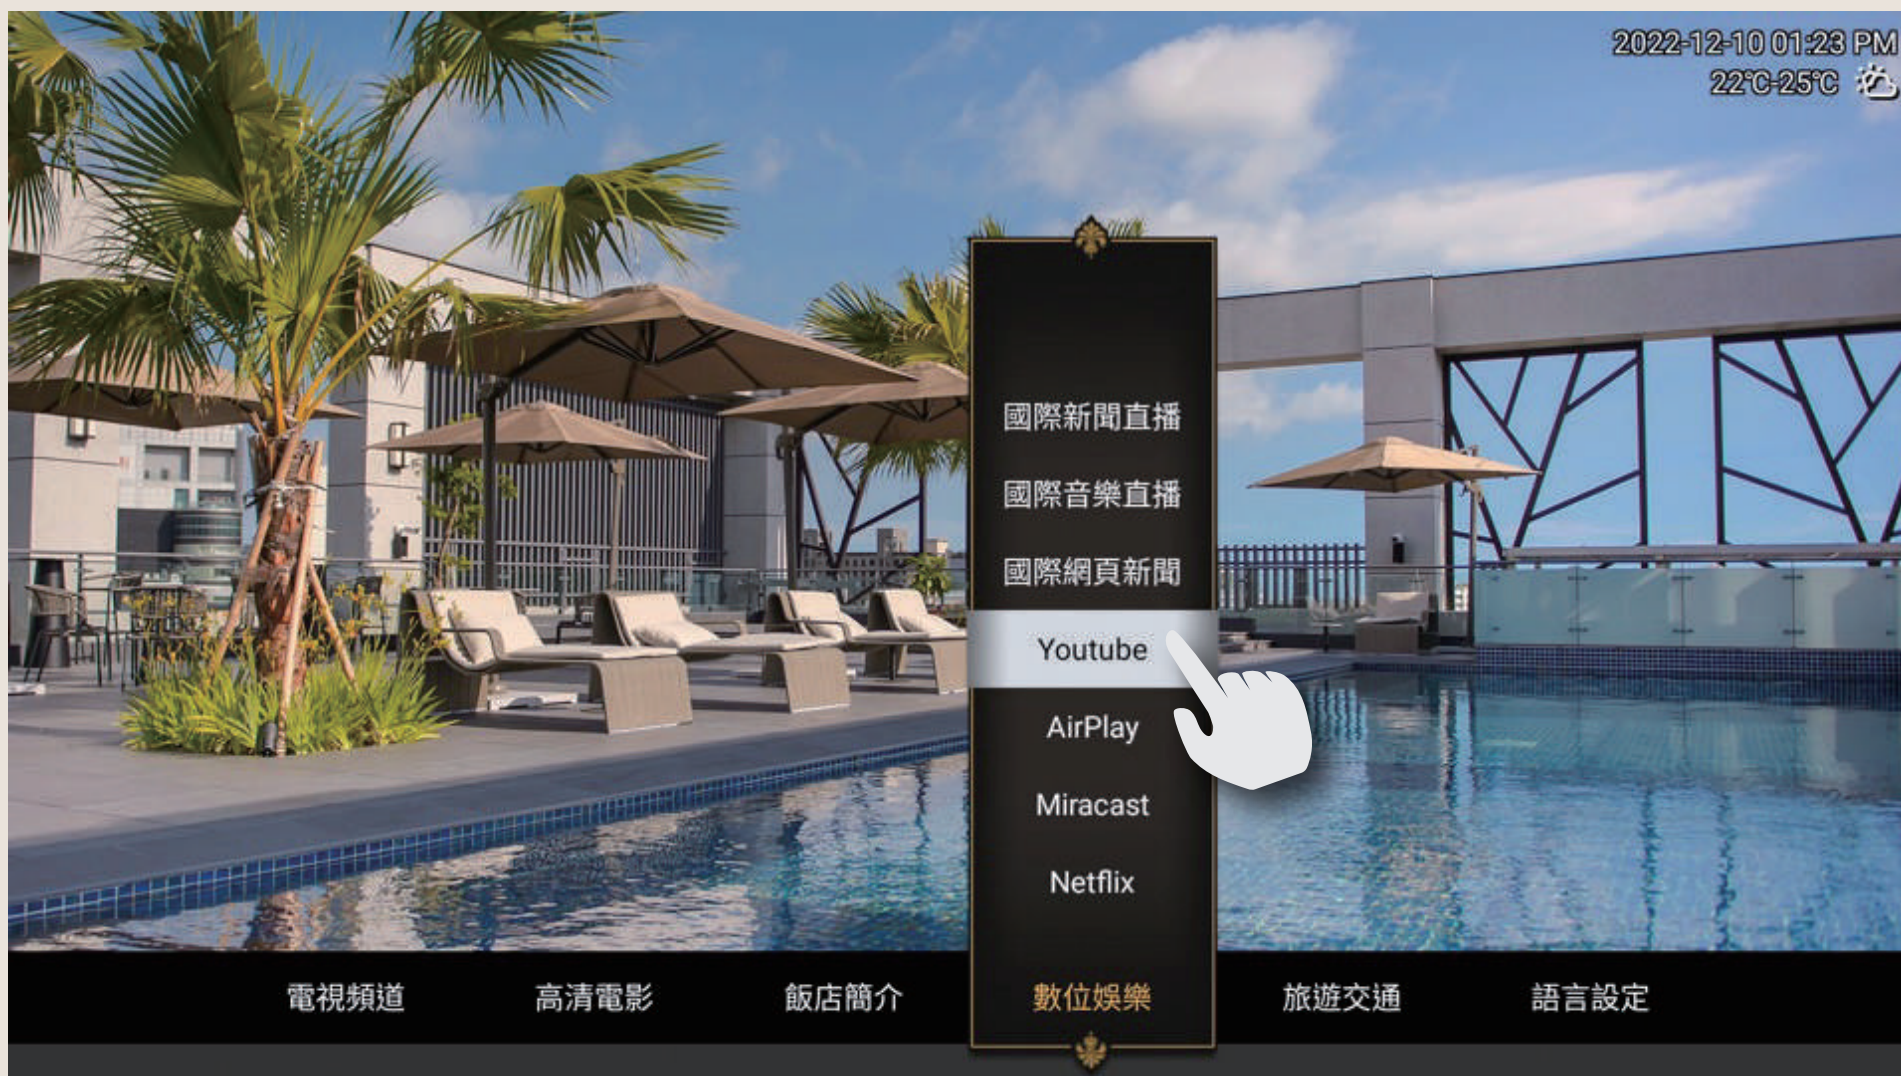 2022-12-10 01:23 PM
22°C-25°C
國際新聞直播
國際音樂直播
國際網頁新聞
Youtube
AirPlay
Miracast
Netflix
電視頻道 高清電影 飯店簡介 數位娛樂 旅遊交通 語言設定